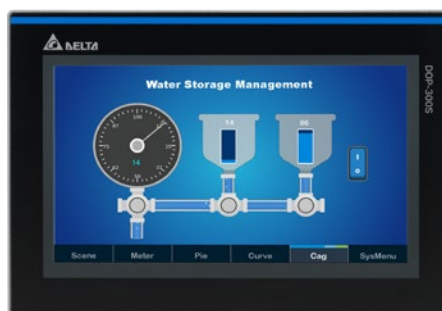 DELTA
DOP-300S
Water Storage Management
14
86
14
I
O
Scene Meter Pie Curve Cag SysMenu